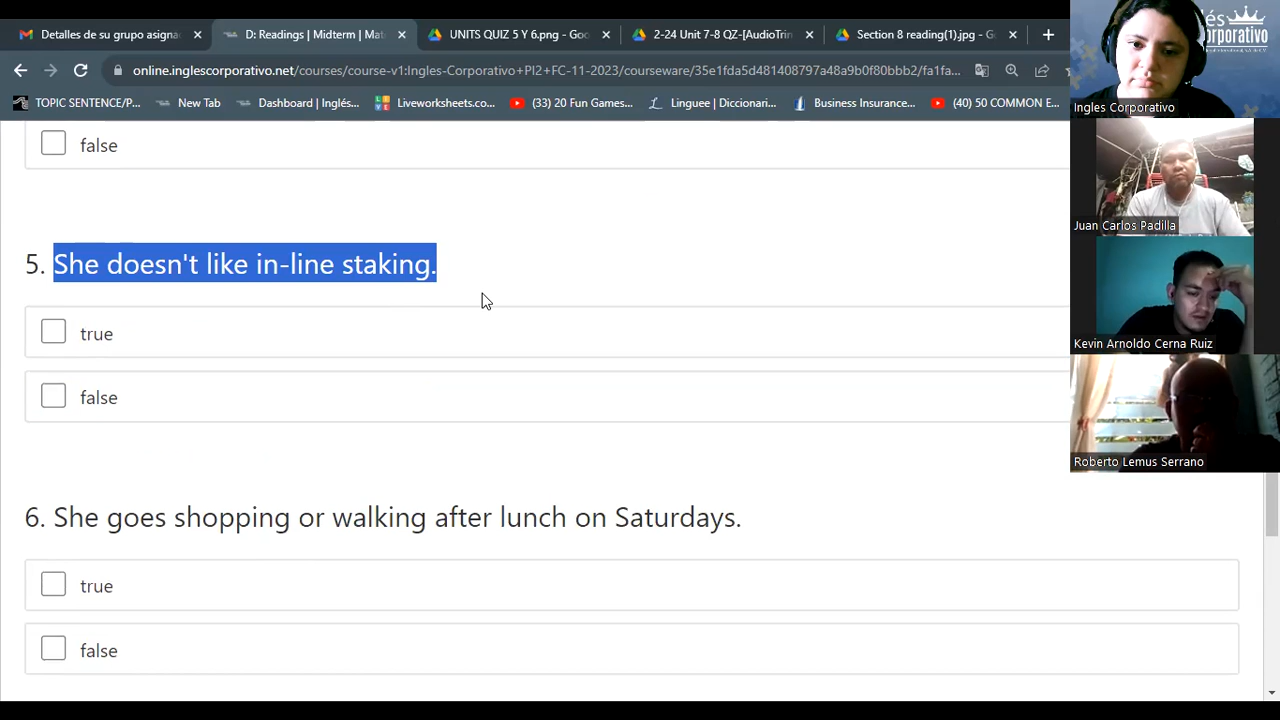 Detalles de su grupo asigna
D: Readings | Midterm | Mat
UNITS QUIZ 5 Y 6.png - Goo
2-24 Unit 7-8 QZ-[AudioTrin
Section 8 reading(1).jpg - G
online.inglescorporativo.net/courses/course-v1:Ingles-Corporativo+PI2+FC-11-2023/courseware/35e1fda5d481408797a48a9b0f80bbb2/fa1fa...
TOPIC SENTENCE/P...
New Tab
Dashboard | Inglés...
Liveworksheets.co...
(33) 20 Fun Games...
Linguee | Diccionari...
Business Insurance...
(40) 50 COMMON E...
false
5. She doesn't like in-line staking.
true
false
6. She goes shopping or walking after lunch on Saturdays.
true
false
Ingles Corporativo
Juan Carlos Padilla
Kevin Arnoldo Cerna Ruiz
Roberto Lemus Serrano